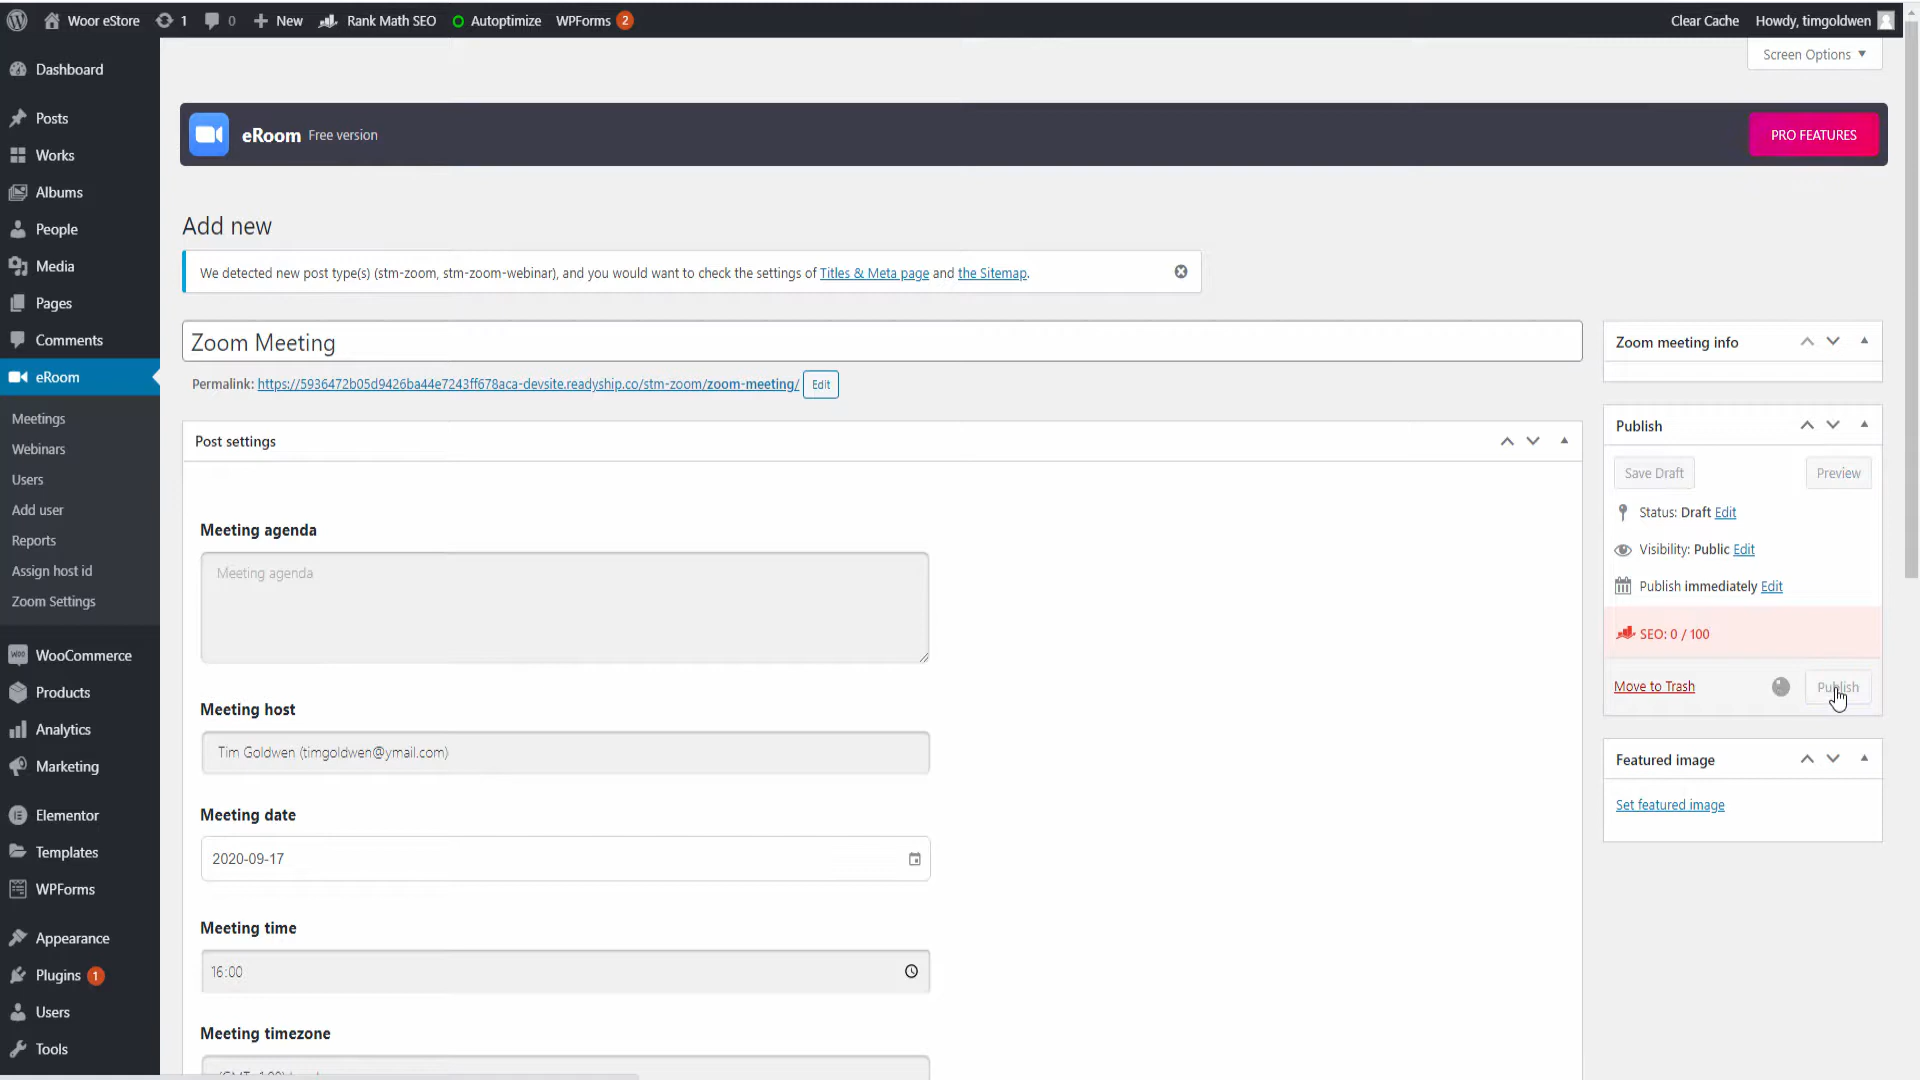 Woor eStore 1 0 New Rank Math SEO Autoptimize WPForms 2 Clear Cache Howdy, timgoldwen
Screen Options
Dashboard
Posts
Works
Albums
People
Media
Pages
Comments
eRoom
Meetings
Webinars
Users
Add user
Reports
Assign host id
Zoom Settings
WooCommerce
Products
Analytics
Marketing
Elementor
Templates
WPForms
Appearance
Plugins 1
Users
Tools
eRoom Free version
PRO FEATURES
Add new
We detected new post type(s) (stm-zoom, stm-zoom-webinar), and you would want to check the settings of Titles & Meta page and the Sitemap.
Zoom Meeting
Permalink: https://5936472b05d9426ba44e7243ff678aca-devsite.readyship.co/stm-zoom/zoom-meeting/ Edit
Post settings
Meeting agenda
Meeting agenda
Meeting host
Tim Goldwen (timgoldwen@ymail.com)
Meeting date
2020-09-17
Meeting time
16:00
Meeting timezone
Zoom meeting info
Publish
Save Draft Preview
Status: Draft Edit
Visibility: Public Edit
Publish immediately Edit
SEO: 0 / 100
Move to Trash Publish
Featured image
Set featured image